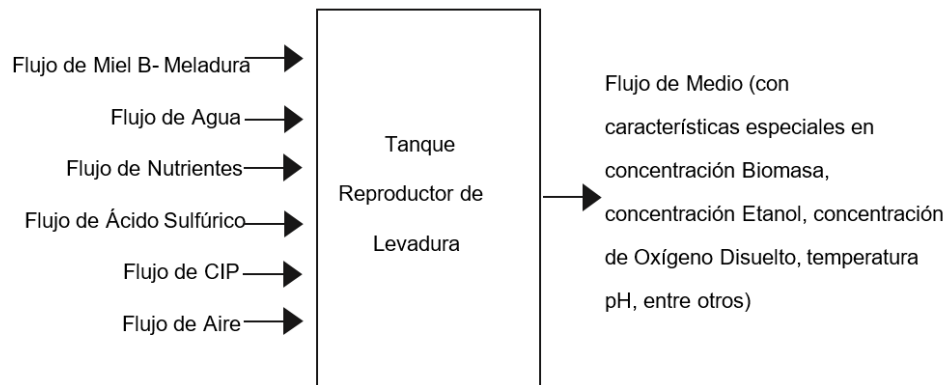 Flujo de Miel B- Meladura
Flujo de Agua
Flujo de Nutrientes
Flujo de Ácido Sulfúrico
Flujo de CIP
Flujo de Aire
Tanque
Reproductor de
Levadura
Flujo de Medio (con
características especiales en
concentración Biomasa,
concentración Etanol, concentración
de Oxígeno Disuelto, temperatura
pH, entre otros)